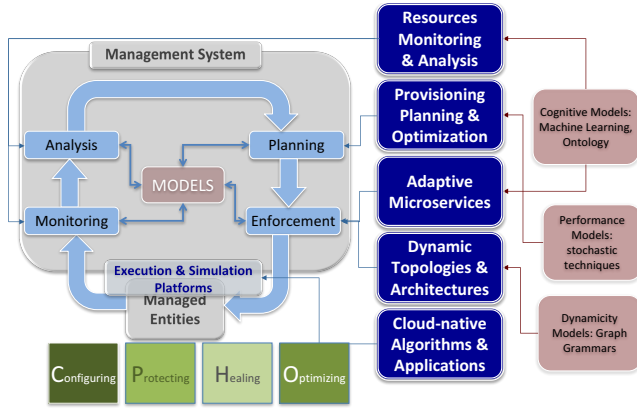 Management System
Analysis
Planning
MODELS
Monitoring
Enforcement
Execution & Simulation
Platforms
Managed
Entities
Configuring
Protecting
Healing
Optimizing
Resources
Monitoring
& Analysis
Provisioning
Planning &
Optimization
Adaptive
Microservices
Dynamic
Topologies &
Architectures
Cloud-native
Algorithms &
Applications
Cognitive Models:
Machine Learning,
Ontology
Performance
Models:
stochastic
techniques
Dynamicity
Models: Graph
Grammars